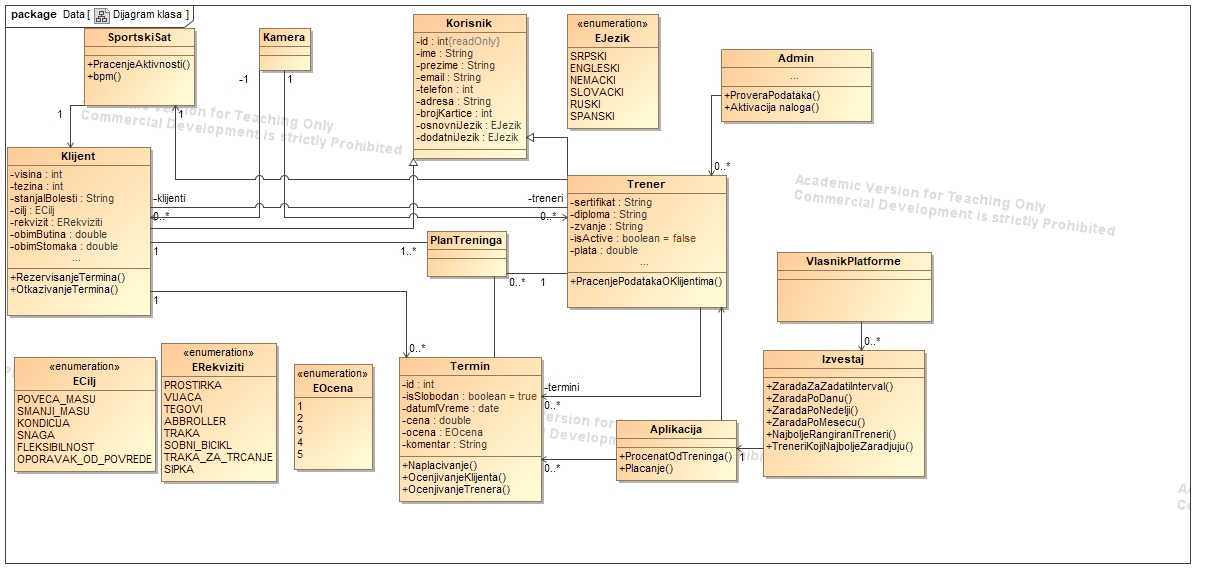 package Data [ Dijagram klasa ]
SportskiSat
+PracenjeAktivnosti()
+bpm()
Kamera
Korisnik
-id : int{readOnly}
-ime : String
-prezime : String
-email : String
-telefon : int
-adresa : String
-brojKartice : int
-osnovniJezik : EJezik
-dodatniJezik : EJezik
«enumeration»
EJezik
SRPSKI
ENGLESKI
NEMACKI
SLOVACKI
RUSKI
SPANSKI
Admin
...
+ProveraPodataka()
+Aktivacija naloga()
-1
1
1
1
0..*
Version for Teaching Only
Commercial Development is strictly Prohibited
Academic Version for Teaching Only
Commercial Development is strictly Prohibited
Klijent
-visina : int
-tezina : int
-stanjaIBolesti : String
-cilj : ECilj
-rekvizit : ERekviziti
-obimButina : double
-obimStomaka : double
...
+RezervisanjeTermina()
+OtkazivanjeTermina()
-klijenti
0..*
-treneri
0..*
1
1..*
1
Trener
-sertifikat : String
-diploma : String
-zvanje : String
-isActive : boolean = false
-plata : double
...
+PracenjePodatakaOKlijentima()
PlanTreninga
0..*
1
VlasnikPlatforme
0..*
0..*
«enumeration»
ECilj
POVECA_MASU
SMANJI_MASU
KONDICIJA
SNAGA
FLEKSIBILNOST
OPORAVAK_OD_POVREDE
«enumeration»
ERekviziti
PROSTIRKA
VIJACA
TEGOVI
ABBROLLER
TRAKA
SOBNI_BICIKL
TRAKA_ZA_TRCANJE
SIPKA
«enumeration»
EOcena
1
2
3
4
5
Termin
-id : int
-isSlobodan : boolean = true
-datumIVreme : date
-cena : double
-ocena : EOcena
-komentar : String
+Naplacivanje()
+OcenjivanjeKlijenta()
+OcenjivanjeTrenera()
-termini
0..*
0..*
Aplikacija
+ProcenatOdTreninga()
+Placanje()
1
Izvestaj
+ZaradaZaZadatiInterval()
+ZaradaPoDanu()
+ZaradaPoNedelji()
+ZaradaPoMesecu()
+NajboljeRangiraniTreneri()
+TreneriKojiNajboljeZaradjuju()